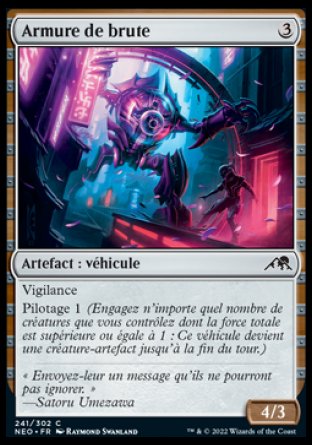 Armure de brute 3
Artefact : véhicule
Vigilance
Pilotage 1 (Engagez n'importe quel nombre de
créatures que vous contrôlez dont la force totale
est supérieure ou égale à 1 : Ce véhicule devient
une créature-artefact jusqu'à la fin du tour.)
« Envoyez-leur un message qu'ils ne pourront
pas ignorer. »
—Satoru Umezawa
4/3
241/302 C
NEO • FR RAYMOND SWANLAND
™ & © 2022 Wizards of the Coast